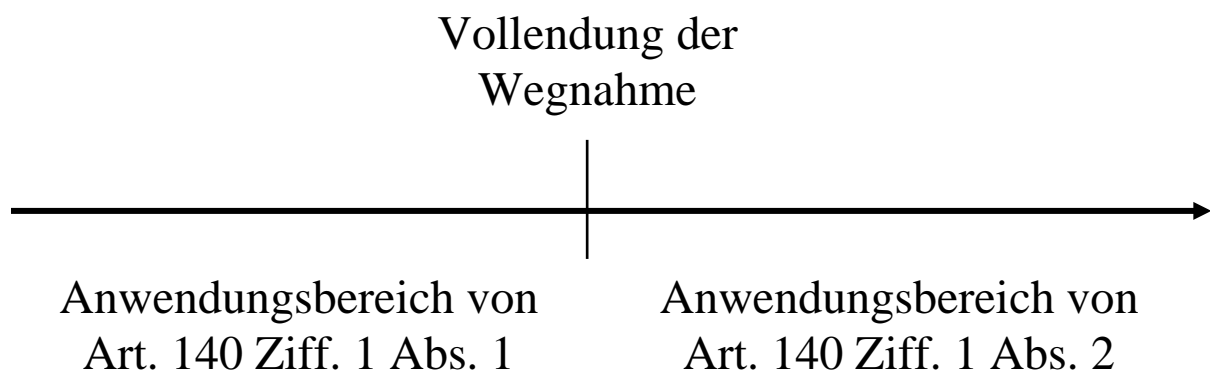 Vollendung der
Wegnahme
Anwendungsbereich von
Art. 140 Ziff. 1 Abs. 1
Anwendungsbereich von
Art. 140 Ziff. 1 Abs. 2